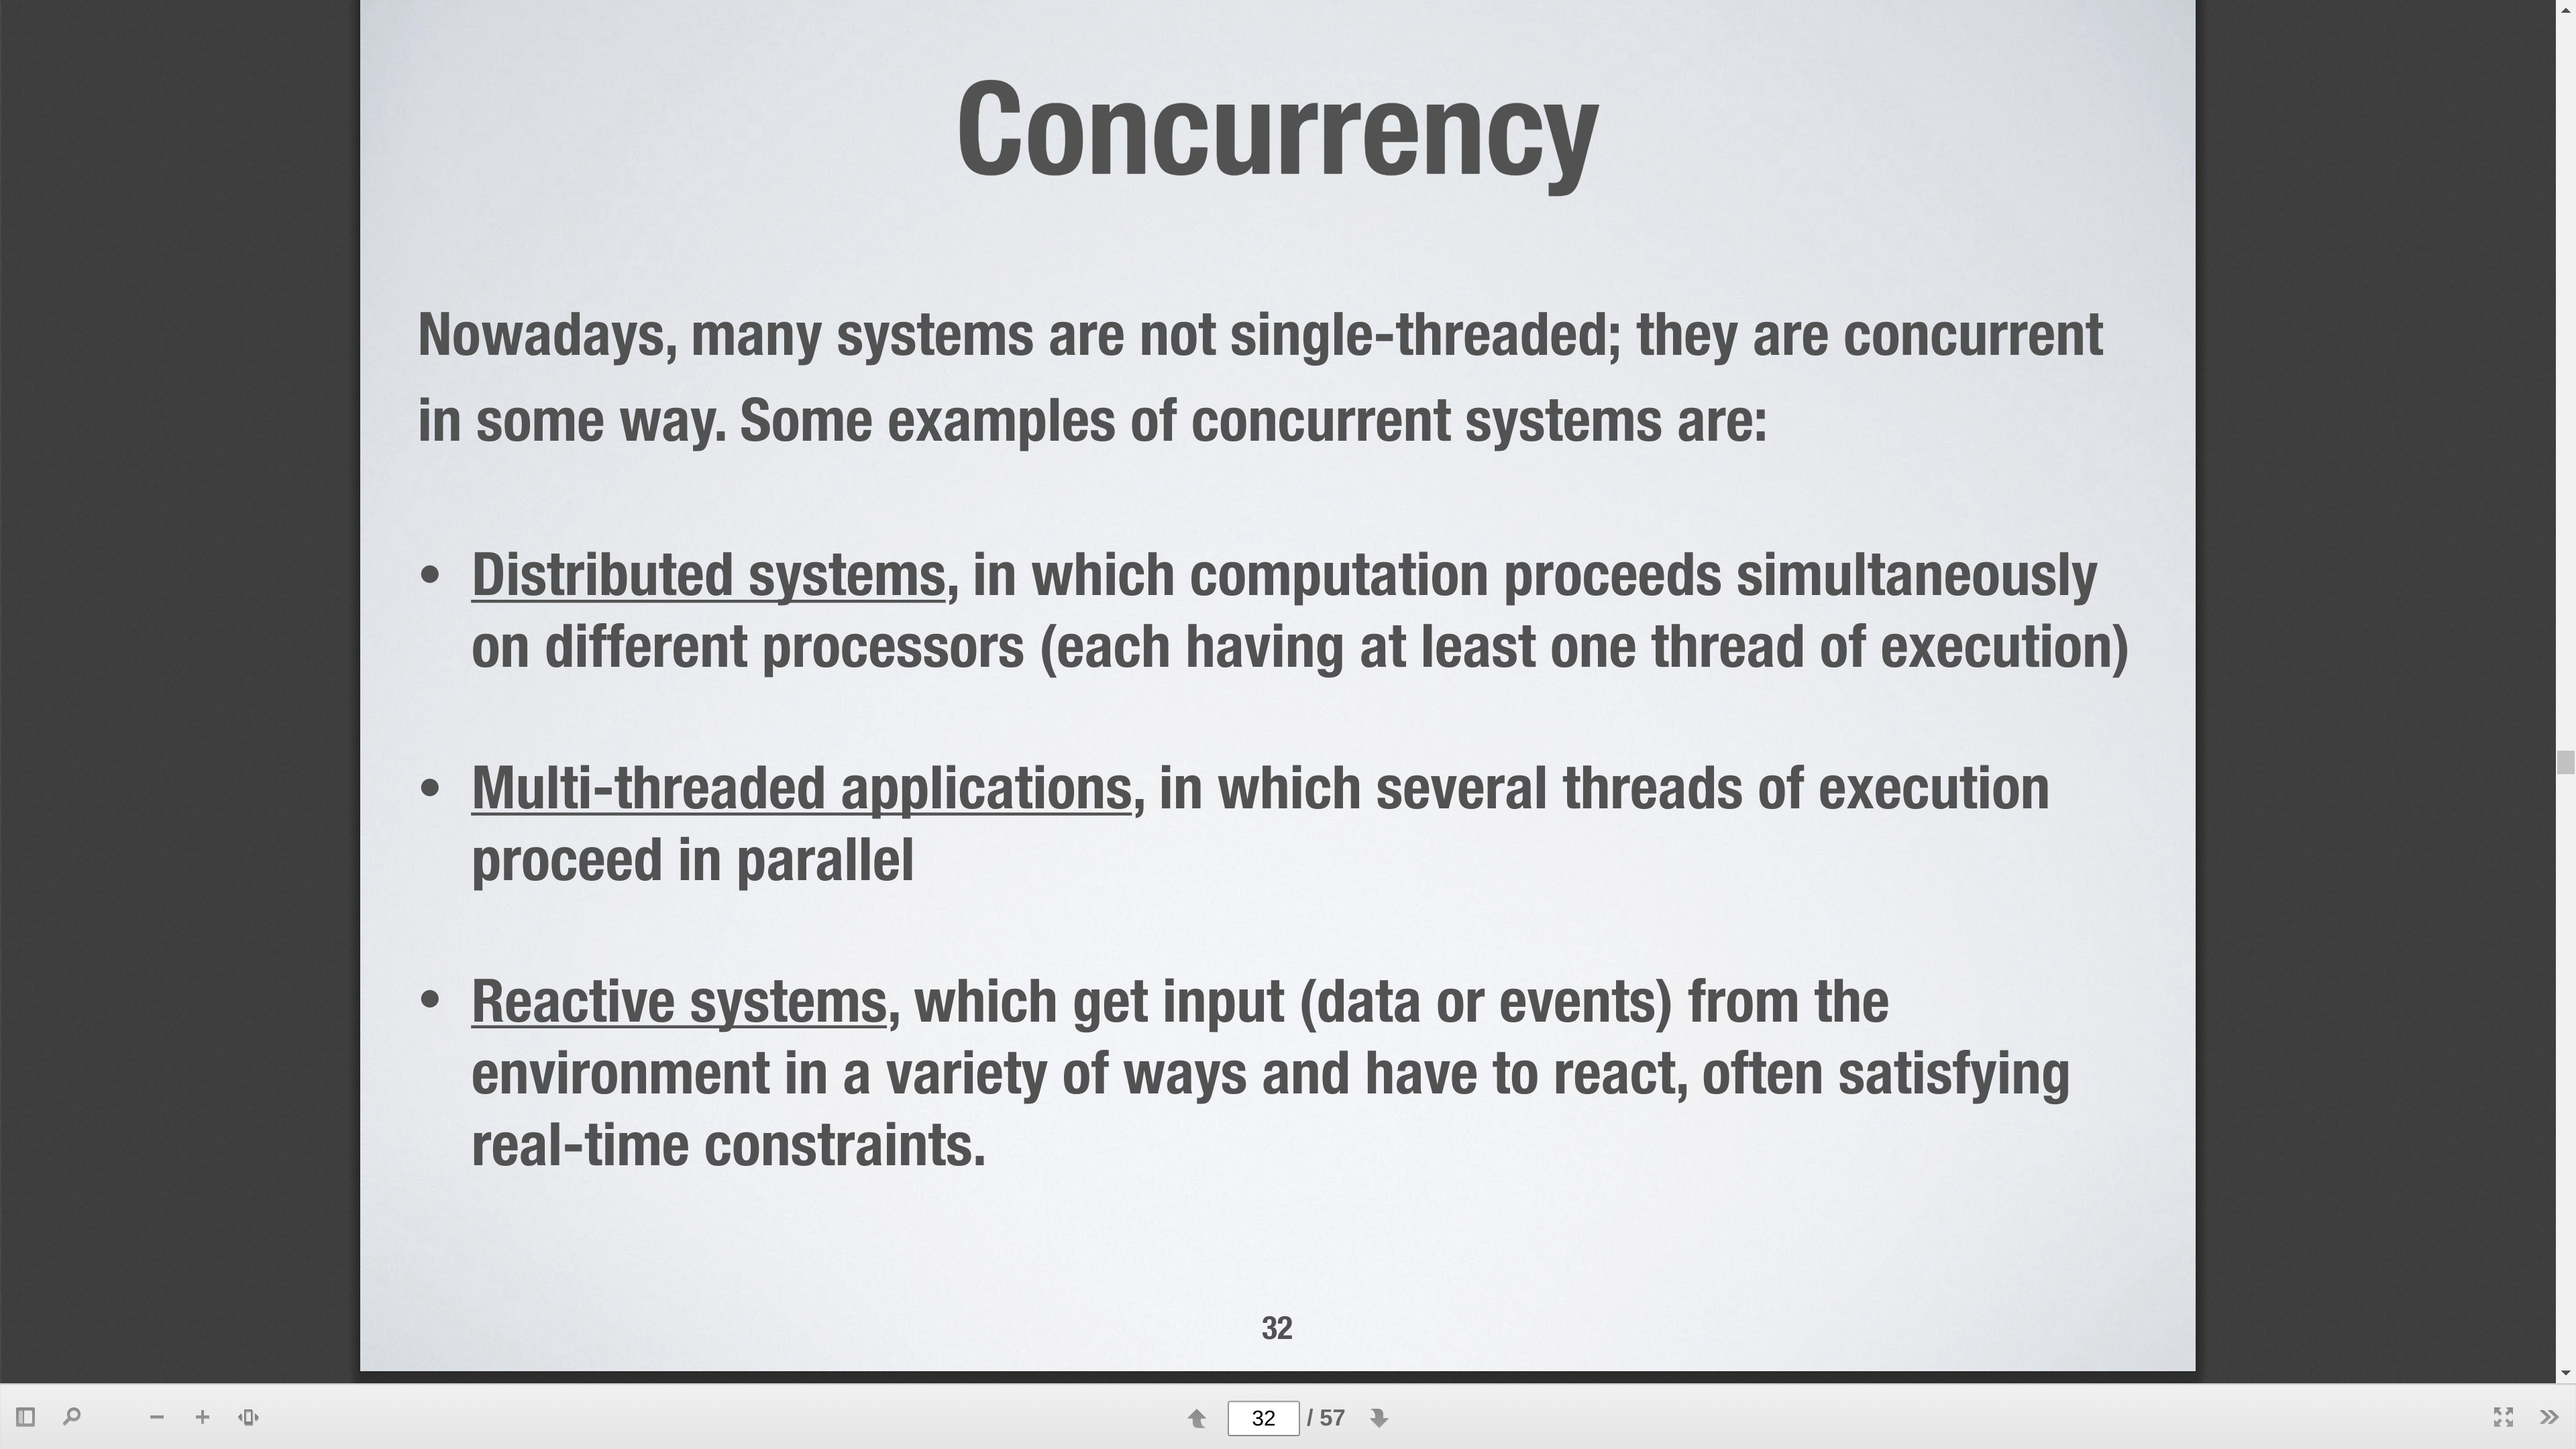 Concurrency
Nowadays, many systems are not single-threaded; they are concurrent
in some way. Some examples of concurrent systems are:
• Distributed systems, in which computation proceeds simultaneously
on different processors (each having at least one thread of execution)
• Multi-threaded applications, in which several threads of execution
proceed in parallel
• Reactive systems, which get input (data or events) from the
environment in a variety of ways and have to react, often satisfying
real-time constraints.
32
32 / 57